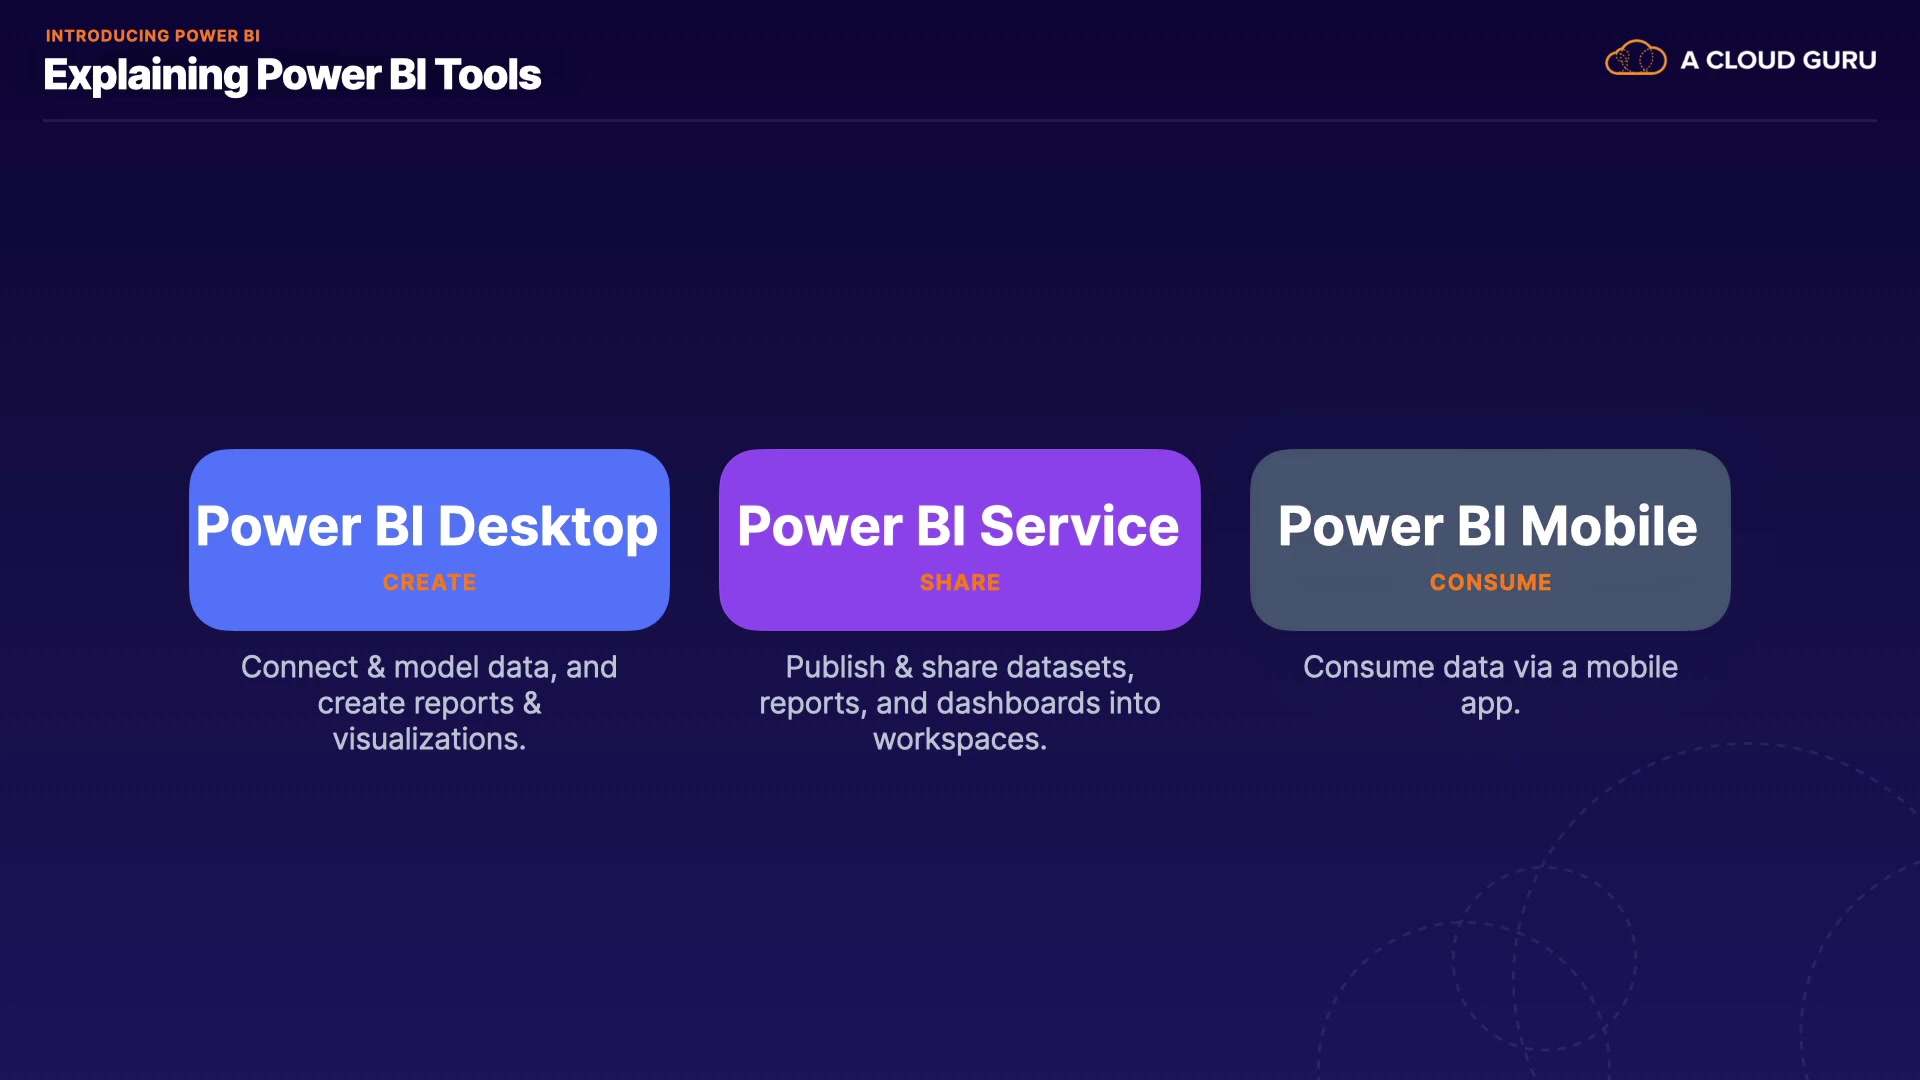 INTRODUCING POWER BI
Explaining Power BI Tools
A CLOUD GURU
Power BI Desktop
CREATE
Connect & model data, and
create reports &
visualizations.
Power BI Service
SHARE
Publish & share datasets,
reports, and dashboards into
workspaces.
Power BI Mobile
CONSUME
Consume data via a mobile
app.